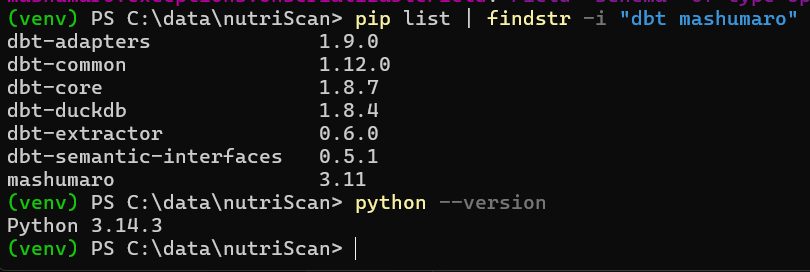 (venv) PS C:\data\nutriScan> pip list | findstr -i "dbt mashumaro"
dbt-adapters 1.9.0
dbt-common 1.12.0
dbt-core 1.8.7
dbt-duckdb 1.8.4
dbt-extractor 0.6.0
dbt-semantic-interfaces 0.5.1
mashumaro 3.11
(venv) PS C:\data\nutriScan> python --version
Python 3.14.3
(venv) PS C:\data\nutriScan>